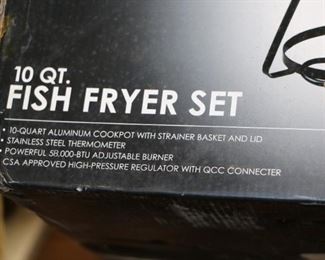 10 QT.
FISH FRYER SET
• 10-QUART ALUMINUM COOKPOT WITH STRAINER BASKET AND LID
• STAINLESS STEEL THERMOMETER
• POWERFUL 58,000-BTU ADJUSTABLE BURNER
CSA APPROVED HIGH-PRESSURE REGULATOR WITH QCC CONNECTER